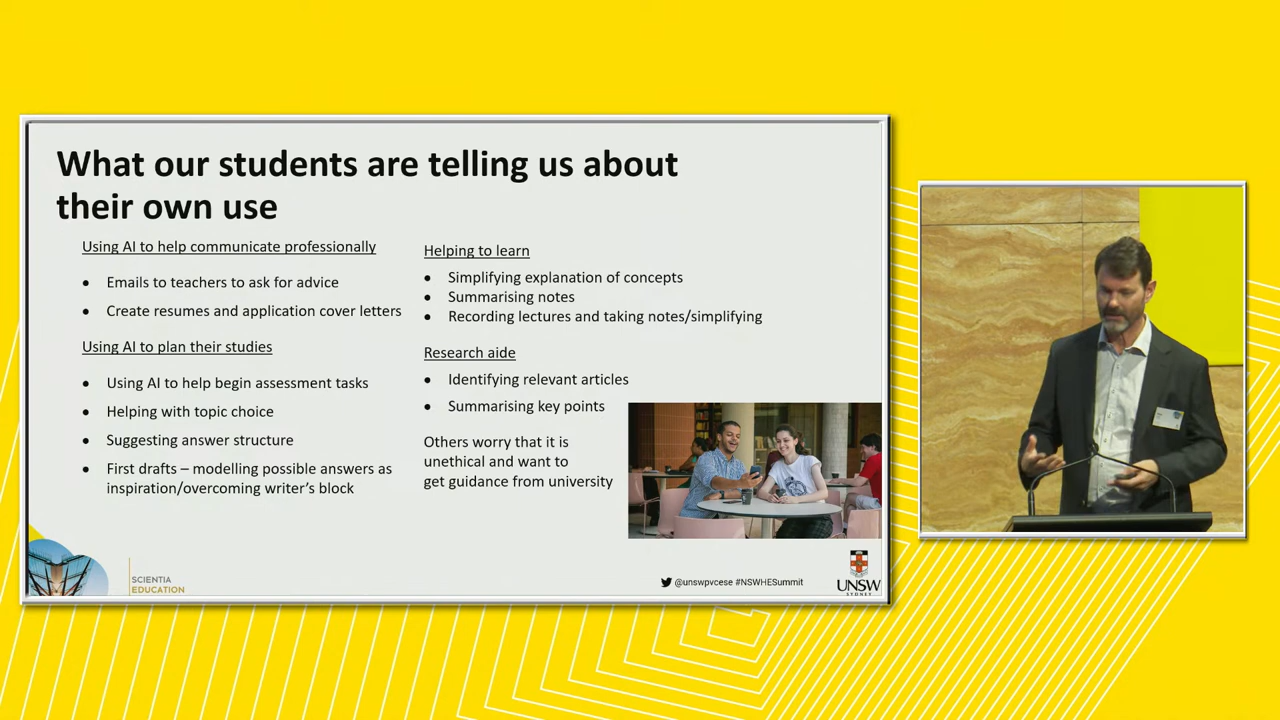 What our students are telling us about
their own use
Using AI to help communicate professionally
• Emails to teachers to ask for advice
• Create resumes and application cover letters
Using AI to plan their studies
• Using AI to help begin assessment tasks
• Helping with topic choice
• Suggesting answer structure
• First drafts – modelling possible answers as
inspiration/overcoming writer's block
Helping to learn
• Simplifying explanation of concepts
• Summarising notes
• Recording lectures and taking notes/simplifying
Research aide
• Identifying relevant articles
• Summarising key points
Others worry that it is
unethical and want to
get guidance from university
SCIENTIA
EDUCATION
@unswpvcese #NSWHESummit
UNSW
SYDNEY